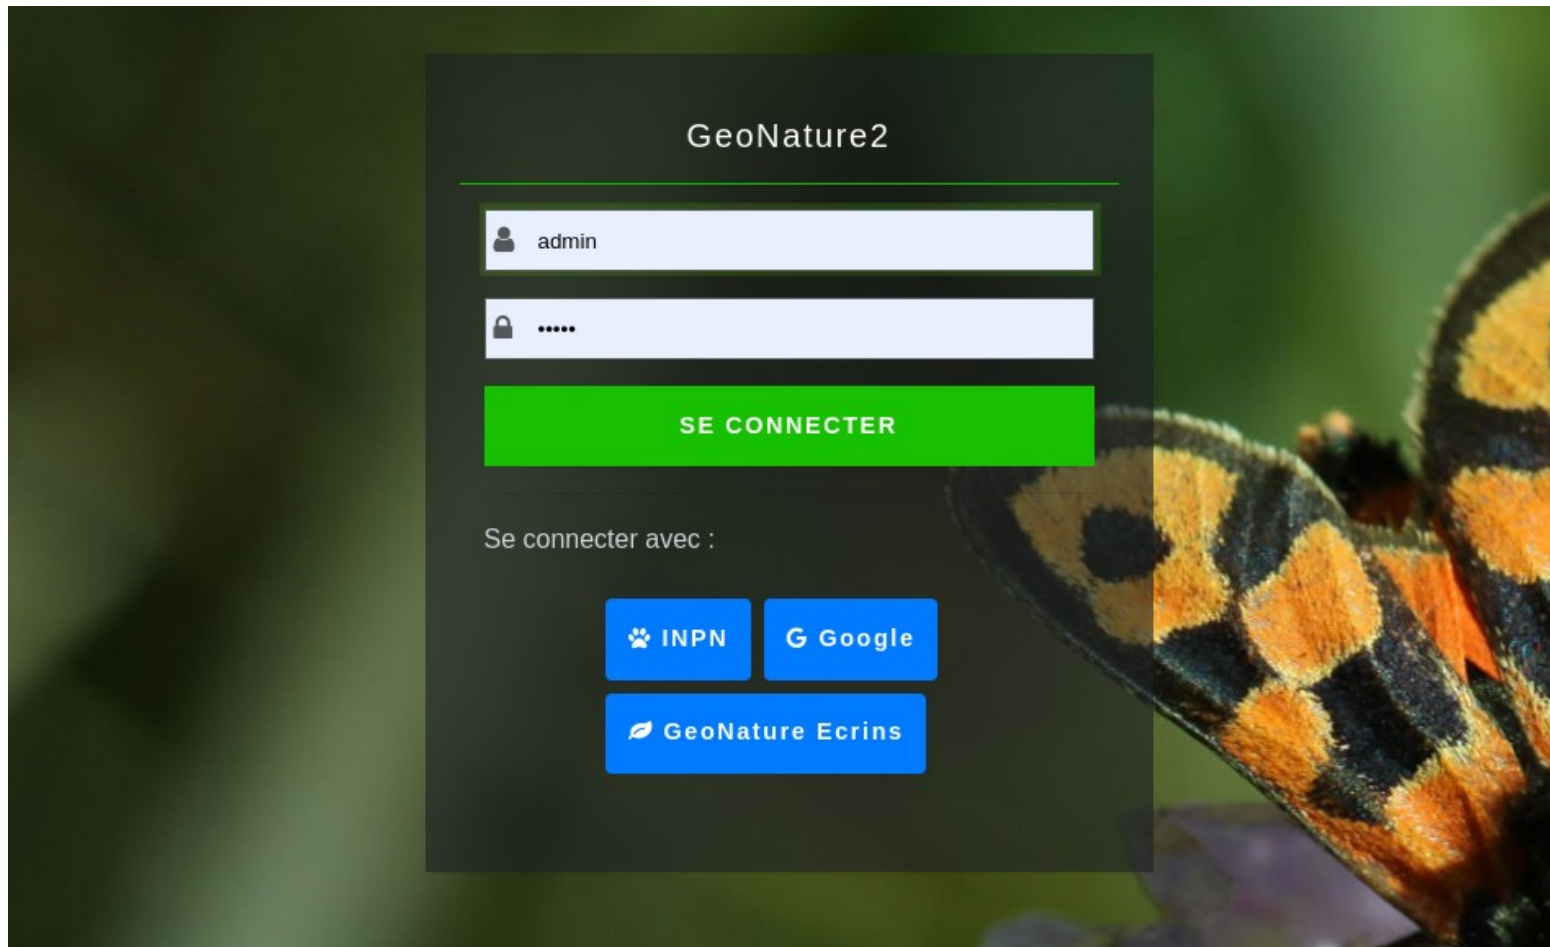 GeoNature2
admin
•••••
SE CONNECTER
Se connecter avec :
INPN
Google
GeoNature Ecrins